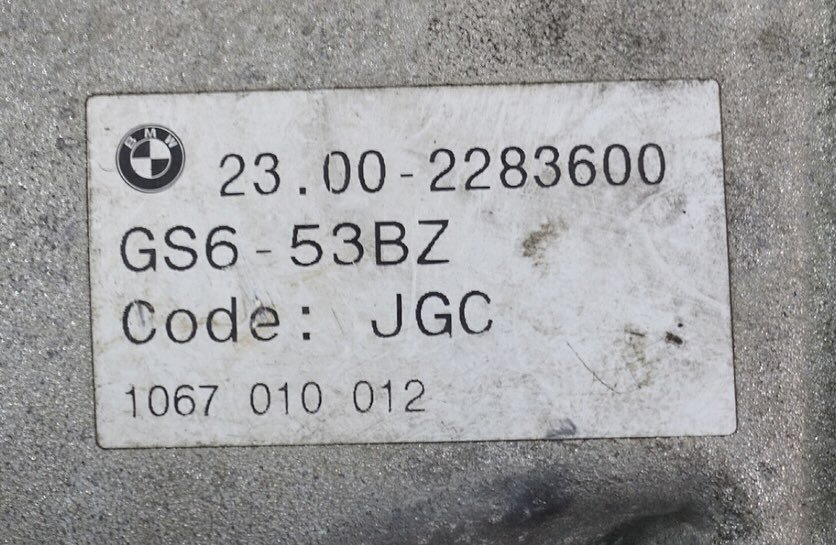 BMW
23.00-2283600
GS6-53BZ
Code: JGC
1067 010 012